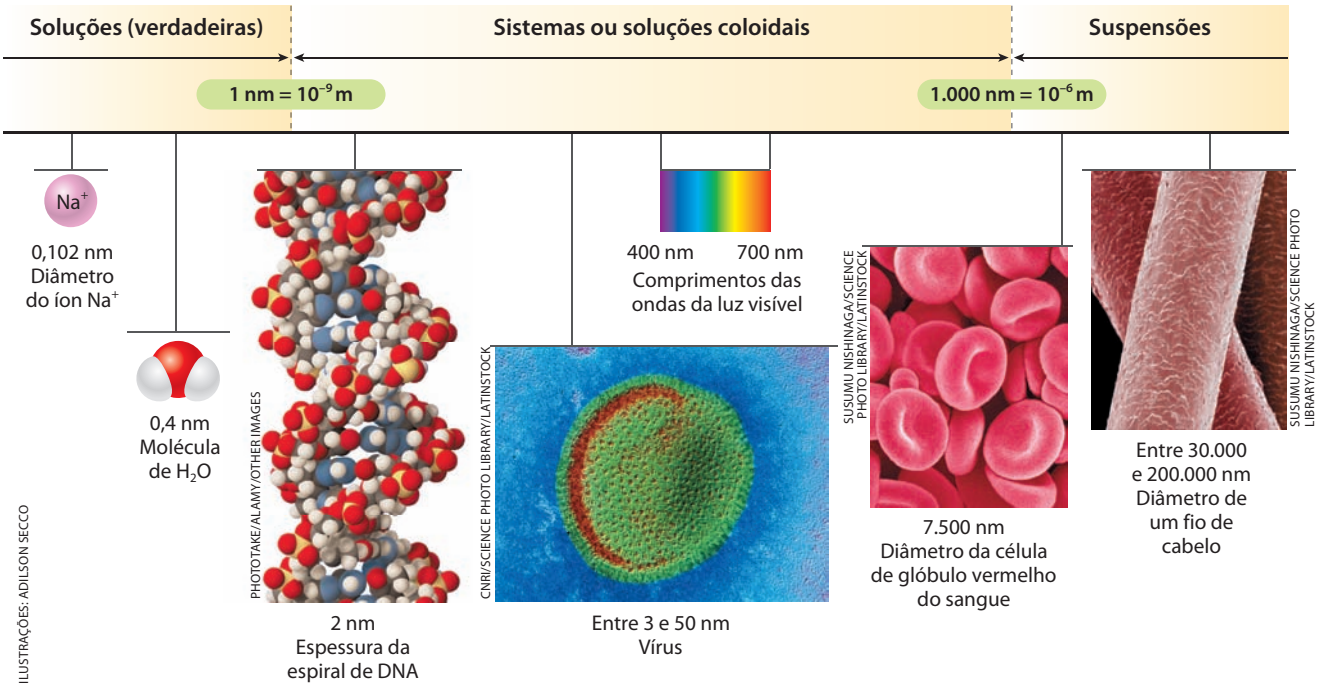 Soluções (verdadeiras)
Sistemas ou soluções coloidais
Suspensões
1 nm = 10⁻⁹ m
1.000 nm = 10⁻⁶ m
Na⁺
0,102 nm
Diâmetro
do íon Na⁺
0,4 nm
Molécula
de H₂O
ILUSTRAÇÕES: ADILSON SECCO
PHOTOTAKE/ALAMY/OTHER IMAGES
2 nm
Espessura da
espiral de DNA
CNRI/SCIENCE PHOTO LIBRARY/LATINSTOCK
Entre 3 e 50 nm
Vírus
400 nm 700 nm
Comprimentos das
ondas da luz visível
SUSUMU NISHINAGA/SCIENCE
PHOTO LIBRARY/LATINSTOCK
7.500 nm
Diâmetro da célula
de glóbulo vermelho
do sangue
Entre 30.000
e 200.000 nm
Diâmetro de
um fio de
cabelo
SUSUMU NISHINAGA/SCIENCE PHOTO
LIBRARY/LATINSTOCK